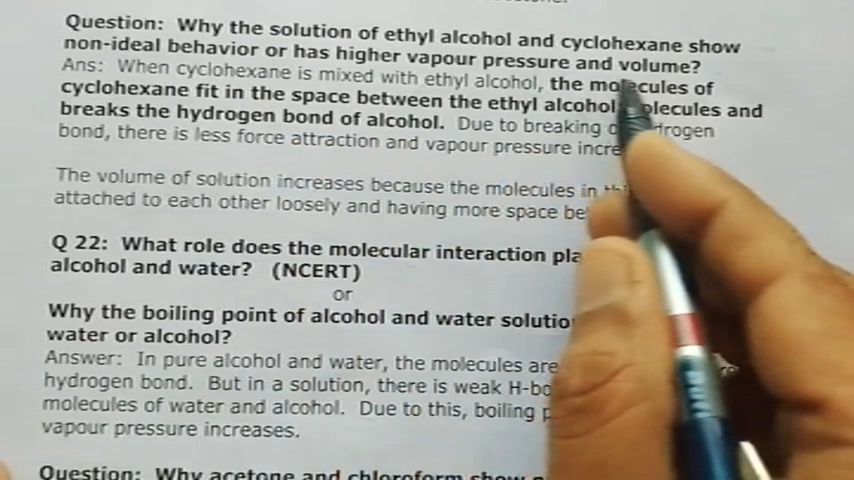 Question: Why the solution of ethyl alcohol and cyclohexane show
non-ideal behavior or has higher vapour pressure and volume?
Ans: When cyclohexane is mixed with ethyl alcohol, the molecules of
cyclohexane fit in the space between the ethyl alcohol molecules and
breaks the hydrogen bond of alcohol. Due to breaking
bond, there is less force attraction and vapour pressure
The volume of solution increases because the molecules in
attached to each other loosely and having more space
Q 22: What role does the molecular interaction
alcohol and water? (NCERT)
or
Why the boiling point of alcohol and water
water or alcohol?
Answer: In pure alcohol and water, the molecules are
hydrogen bond. But in a solution, there is weak
molecules of water and alcohol. Due to this, boiling
vapour pressure increases.
Question: Why acetone and chloroform show